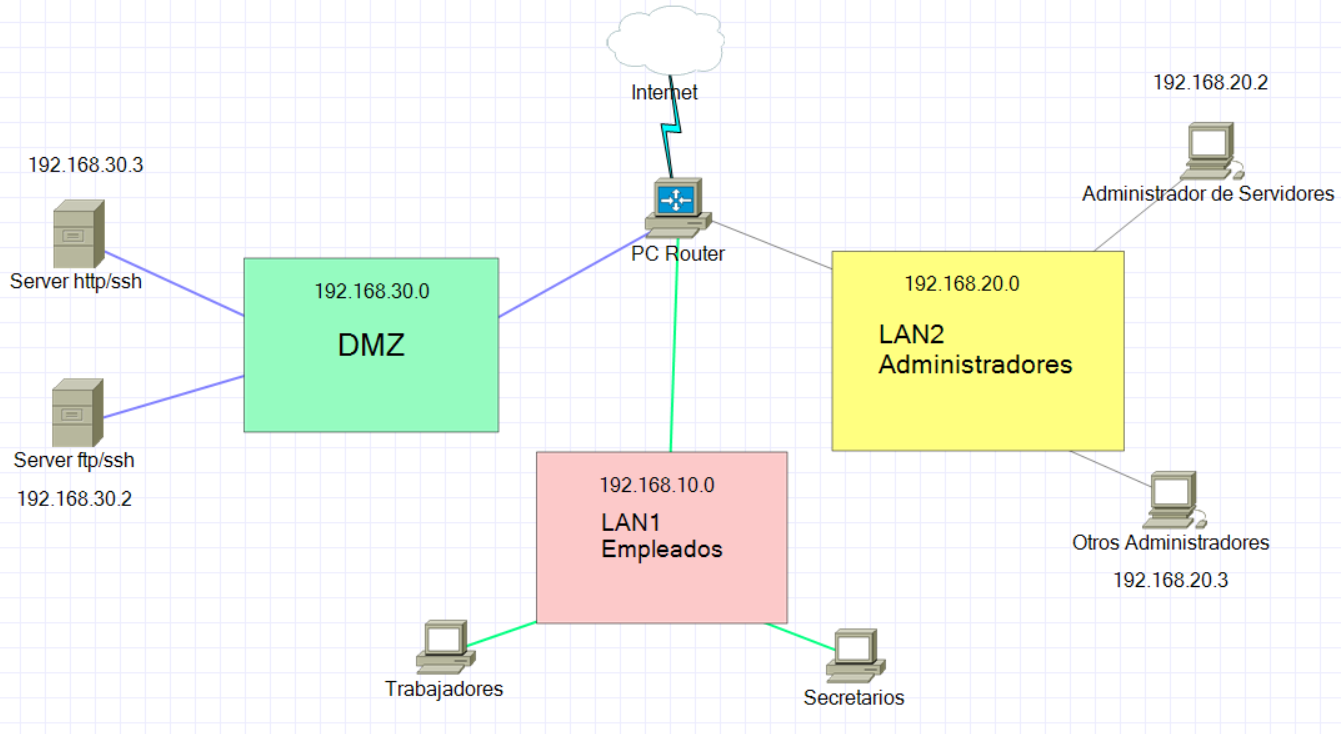 Internet
192.168.20.2
Administrador de Servidores
192.168.30.3
Server http/ssh
PC Router
192.168.30.0
DMZ
192.168.20.0
LAN2
Administradores
Server ftp/ssh
192.168.30.2
192.168.10.0
LAN1
Empleados
Otros Administradores
192.168.20.3
Trabajadores
Secretarios